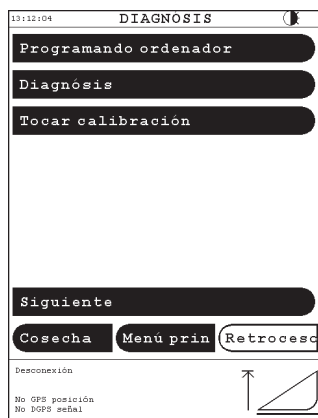 13:12:04 DIAGNÓSIS
Programando ordenador
Diagnósis
Tocar calibración
Siguiente
Cosecha Menú prin Retroceso
Desconexión
No GPS posición
No DGPS señal